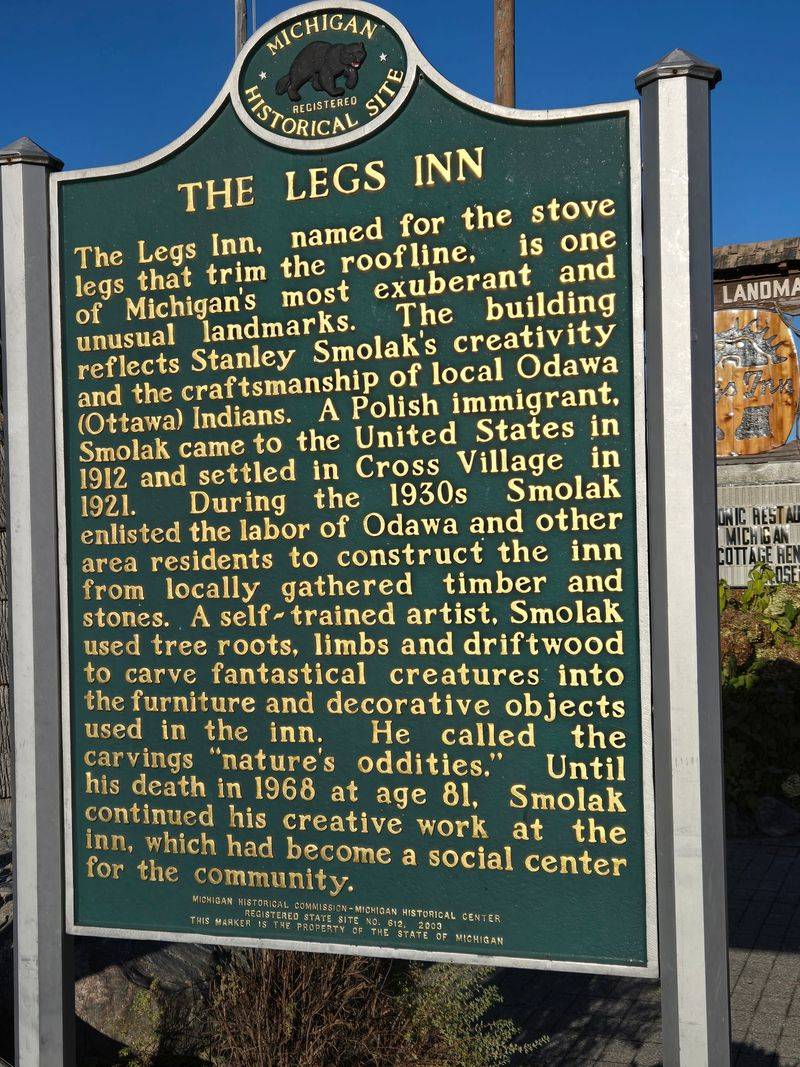 MICHIGAN
REGISTERED
HISTORICAL SITE
THE LEGS INN
The Legs Inn, named for the stove
legs that trim the roofline, is one
of Michigan's most exuberant and
unusual landmarks. The building
reflects Stanley Smolak's creativity
and the craftsmanship of local Odawa
(Ottawa) Indians. A Polish immigrant,
Smolak came to the United States in
1912 and settled in Cross Village in
1921. During the 1930s Smolak
enlisted the labor of Odawa and other
area residents to construct the inn
from locally gathered timber and
stones. A self-trained artist, Smolak
used tree roots, limbs and driftwood
to carve fantastical creatures into
the furniture and decorative objects
used in the inn. He called the
carvings "nature's oddities." Until
his death in 1968 at age 81, Smolak
continued his creative work at the
inn, which had become a social center
for the community.
MICHIGAN HISTORICAL COMMISSION-MICHIGAN HISTORICAL CENTER
REGISTERED STATE SITE NO. 612, 2003
THIS MARKER IS THE PROPERTY OF THE STATE OF MICHIGAN
LANDMA
Inn
MICHIGAN
COTTAGE REN